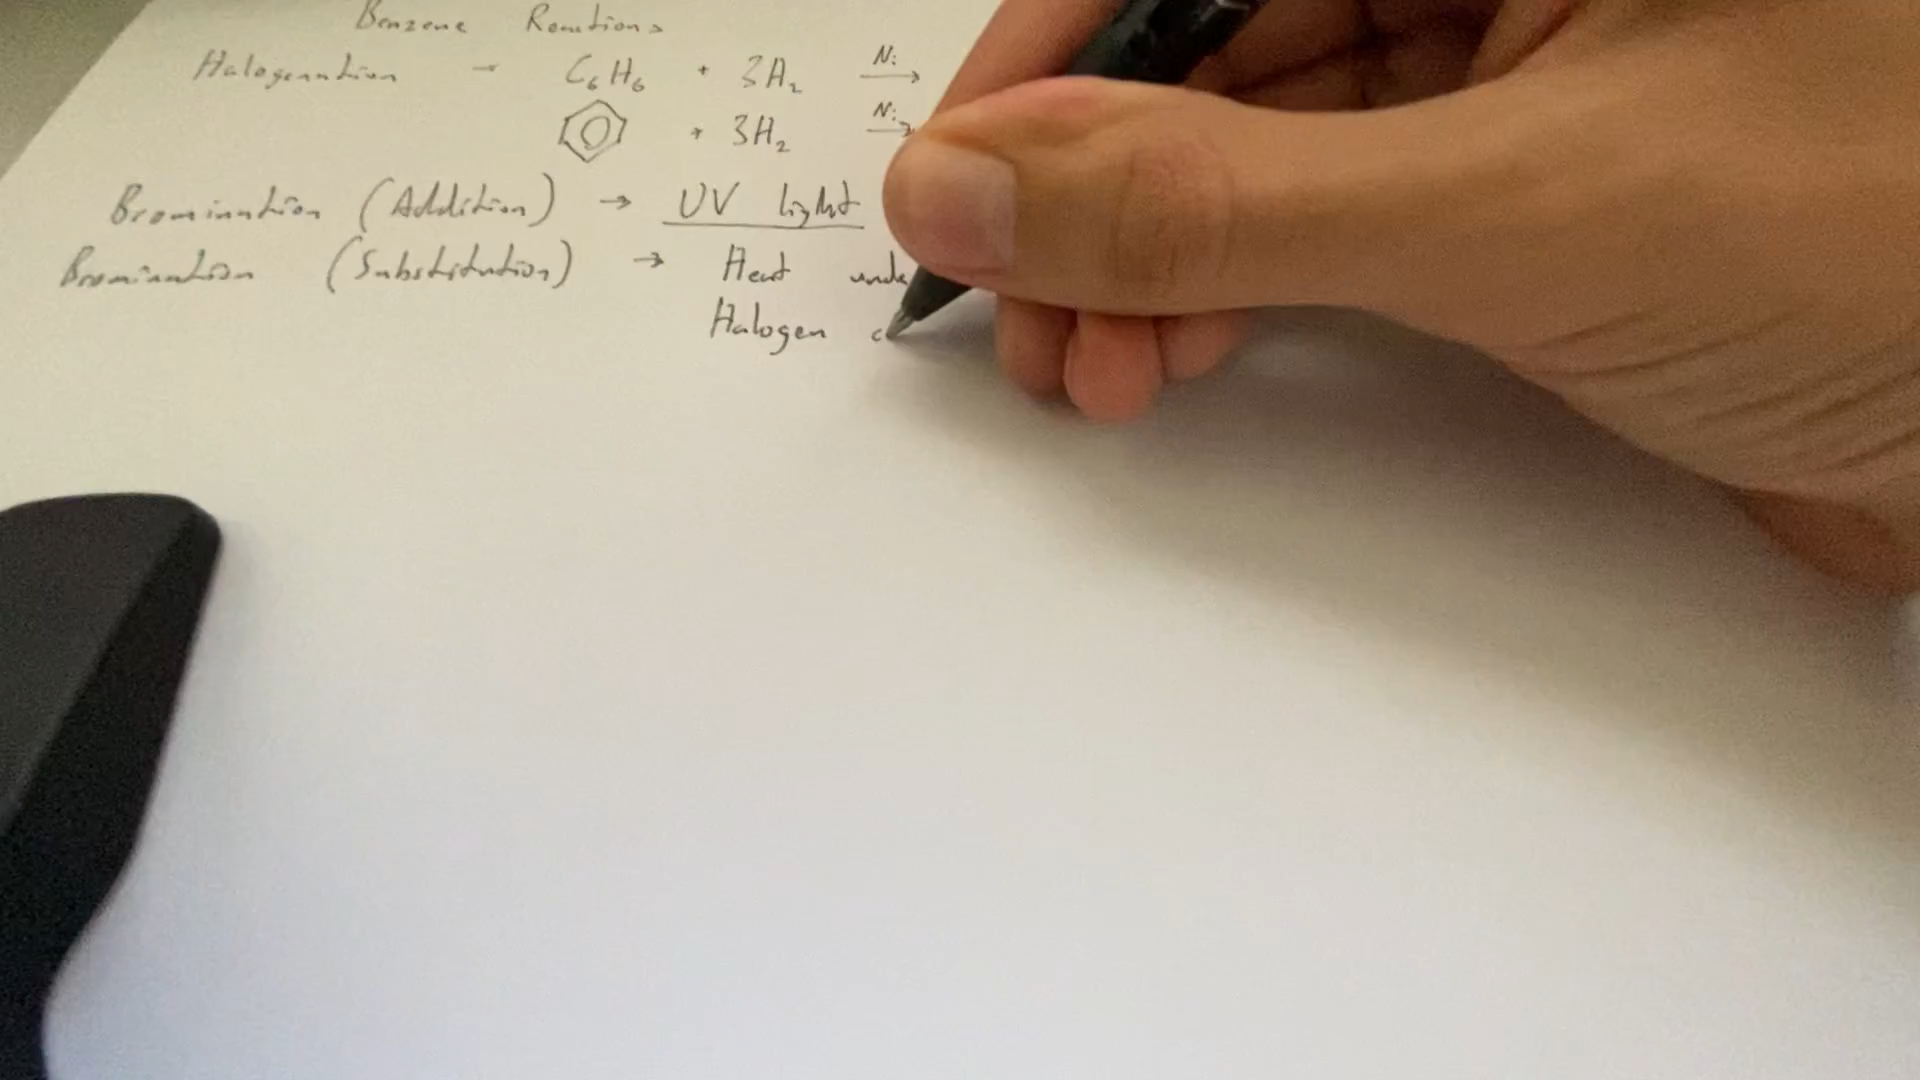 Benzene Reactions
Halogenation → C₆H₆ + 3H₂ Ni →
+ 3H₂ Ni →
Bromination (Addition) → UV light
Bromination (Substitution) → Heat unde
Halogen c